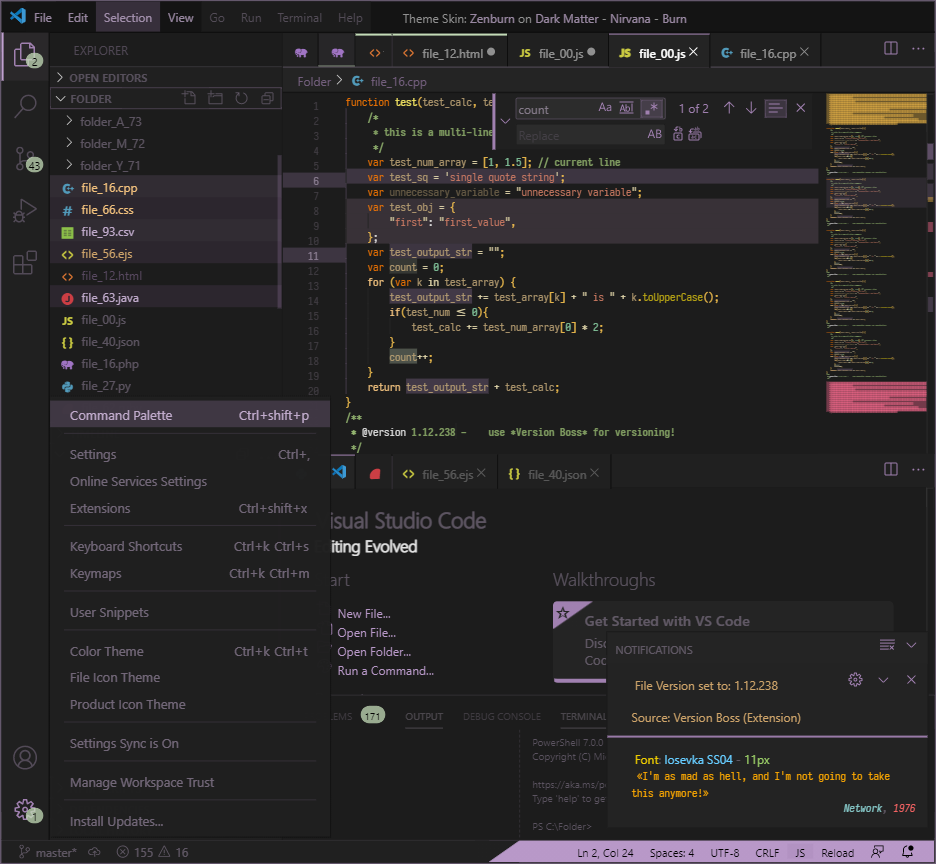 File Edit Selection View Go Run Terminal Help Theme Skin: Zenburn on Dark Matter - Nirvana - Burn
2
43
EXPLORER
OPEN EDITORS
FOLDER
folder_A_73
folder_M_72
folder_Y_71
file_16.cpp
file_66.css
file_93.csv
file_56.ejs
file_12.html
file_63.java
JS file_00.js
{} file_40.json
file_16.php
file_27.py
file_12.html JS file_00.js JS file_00.js file_16.cpp
Folder file_16.cpp
count Aa Abl .* 1 of 2
Replace AB
1 function test(test_calc, te
2 /*
3 * this is a multi-line
4 */
5 var test_num_array = [1, 1.5]; // current line
6 var test_sq = 'single quote string';
7 var unnecessary_variable = "unnecessary variable";
8 var test_obj = {
9 "first": "first_value",
10 };
11 var test_output_str = "";
12 var count = 0;
13 for (var k in test_array) {
14 test_output_str += test_array[k] + " is " + k.toUpperCase();
15 if(test_num ≤ 0){
16 test_calc += test_num_array[0] * 2;
17 }
18 count++;
19 }
20 return test_output_str + test_calc;
}
/**
* @version 1.12.238 - use *Version Boss* for versioning!
*/
Command Palette Ctrl+shift+p
Settings Ctrl+,
Online Services Settings
Extensions Ctrl+shift+x
Keyboard Shortcuts Ctrl+k Ctrl+s
Keymaps Ctrl+k Ctrl+m
User Snippets
Color Theme Ctrl+k Ctrl+t
File Icon Theme
Product Icon Theme
Settings Sync is On
Manage Workspace Trust
Install Updates...
1
file_56.ejs {} file_40.json
isual Studio Code
iting Evolved
art
New File...
Open File...
Open Folder...
Run a Command...
Walkthroughs
Get Started with VS Code
Disc
Coc
LEMS 171 OUTPUT DEBUG CONSOLE TERMINAL
PowerShell 7.0.0
Copyright (C) Mi
https://aka.ms/p
Type 'help' to ge
PS C:\Folder>
NOTIFICATIONS
File Version set to: 1.12.238
Source: Version Boss (Extension)
Font: Iosevka SS04 - 11px
«I'm as mad as hell, and I'm not going to take
this anymore!»
Network, 1976
master* 155 16 Ln 2, Col 24 Spaces: 4 UTF-8 CRLF JS Reload